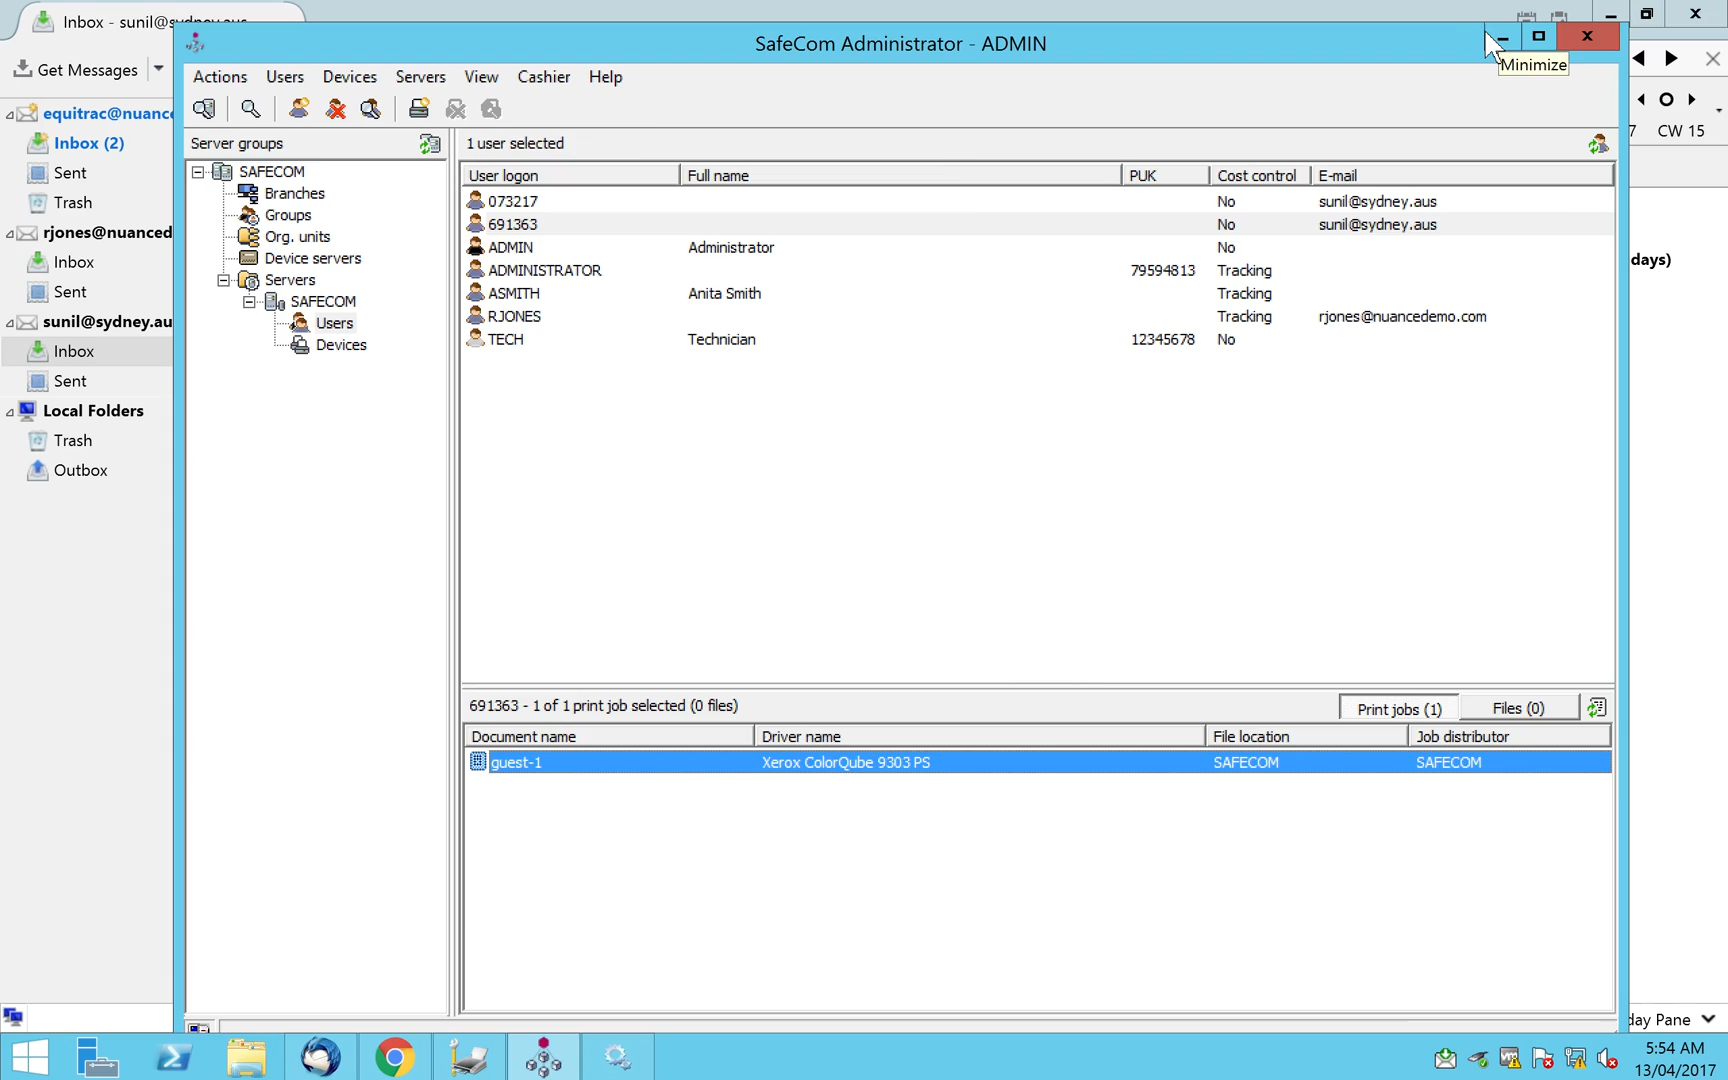 Inbox - sunil@sydney.aus
SafeCom Administrator - ADMIN
Minimize
Get Messages
Actions Users Devices Servers View Cashier Help
equitrac@nuance
Inbox (2)
Sent
Trash
rjones@nuanced
Inbox
Sent
sunil@sydney.au
Inbox
Sent
Local Folders
Trash
Outbox
Server groups
SAFECOM
Branches
Groups
Org. units
Device servers
Servers
SAFECOM
Users
Devices
1 user selected
User logon Full name PUK Cost control E-mail
073217 No sunil@sydney.aus
691363 No sunil@sydney.aus
ADMIN Administrator No
ADMINISTRATOR 79594813 Tracking
ASMITH Anita Smith Tracking
RJONES Tracking rjones@nuancedemo.com
TECH Technician 12345678 No
691363 - 1 of 1 print job selected (0 files)
Print jobs (1) Files (0)
Document name Driver name File location Job distributor
guest-1 Xerox ColorQube 9303 PS SAFECOM SAFECOM
7 CW 15
days)
day Pane
5:54 AM
13/04/2017